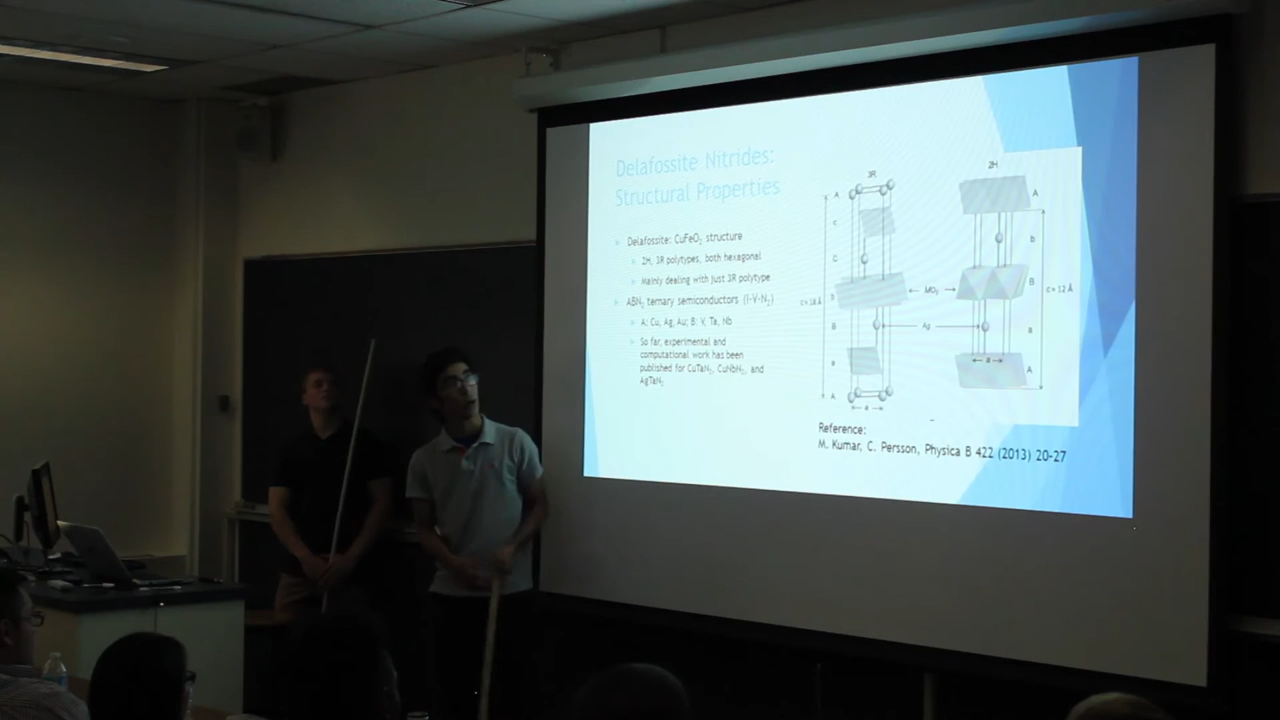 Delafossite Nitrides:
Structural Properties
Delafossite: CuFeO₂ structure
2H, 3R polytypes, both hexagonal
Mainly dealing with just 3R polytype
ABN₂ ternary semiconductors (I-V-N₂)
A: Cu, Ag, Au; B: V, Ta, Nb
So far, experimental and
computational work has been
published for CuTaN₂, CuNbN₂, and
AgTaN₂
3R
2H
A
A
c
b
C
B
b
MO₂
c≈18 Å
c≈12 Å
B
Ag
a
a
a
A
A
a
Reference:
M. Kumar, C. Persson, Physica B 422 (2013) 20-27